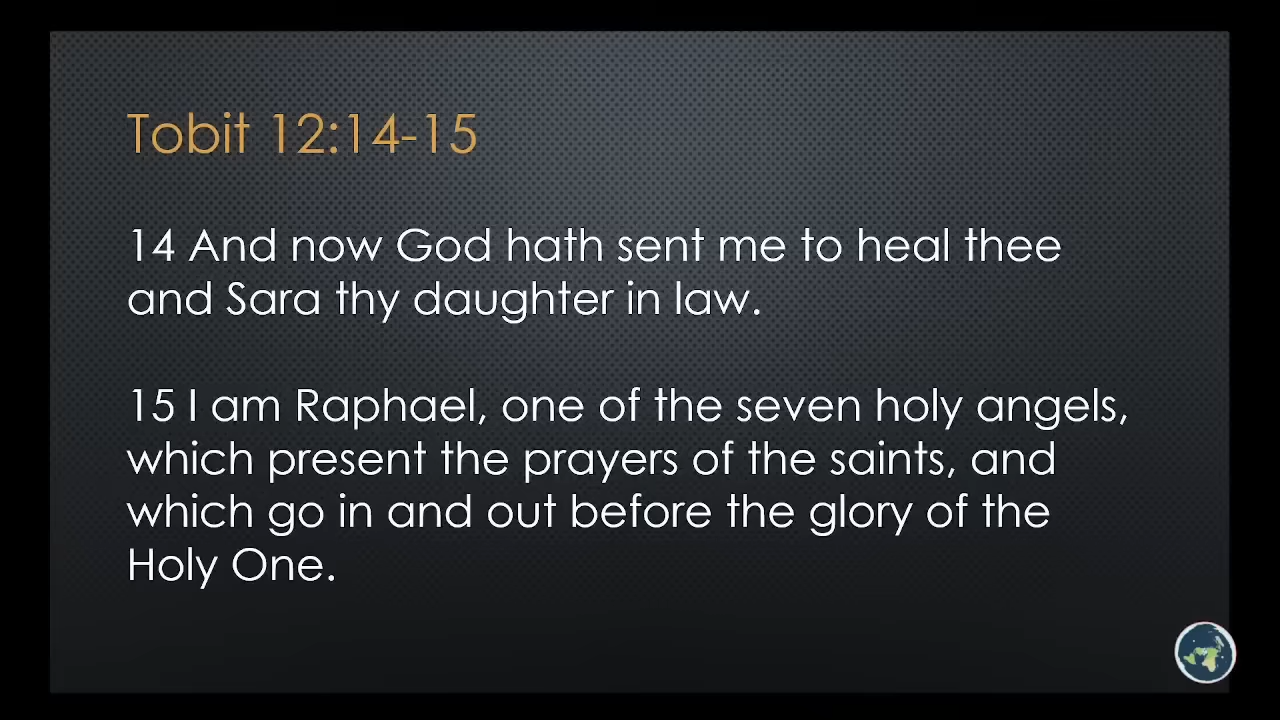 Tobit 12:14-15
14 And now God hath sent me to heal thee
and Sara thy daughter in law.
15 I am Raphael, one of the seven holy angels,
which present the prayers of the saints, and
which go in and out before the glory of the
Holy One.